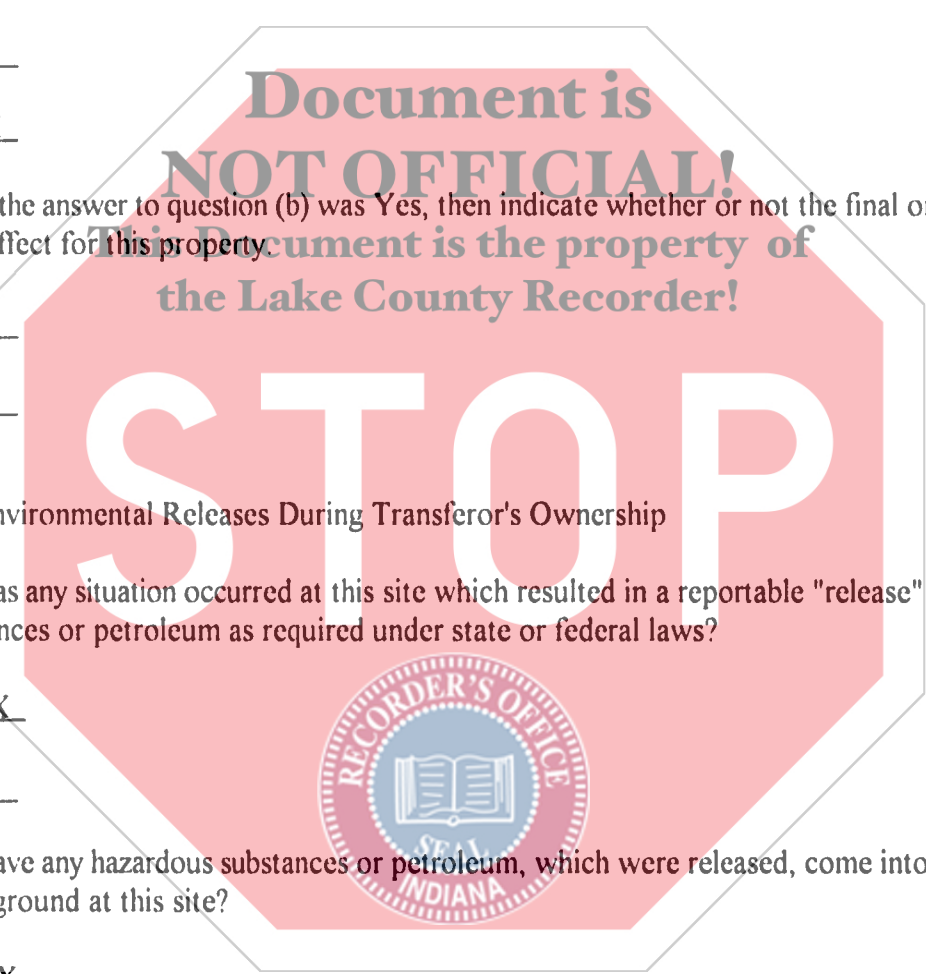 Document is
NOT OFFICIAL!
the answer to question (b) was Yes, then indicate whether or not the final or
ffect for this property.
This Document is the property of
the Lake County Recorder!
STOP
nvironmental Releases During Transferor's Ownership
as any situation occurred at this site which resulted in a reportable "release"
nces or petroleum as required under state or federal laws?
X
RECORDER'S OFFICE
SEAL
INDIANA
ave any hazardous substances or petroleum, which were released, come into
ground at this site?
X